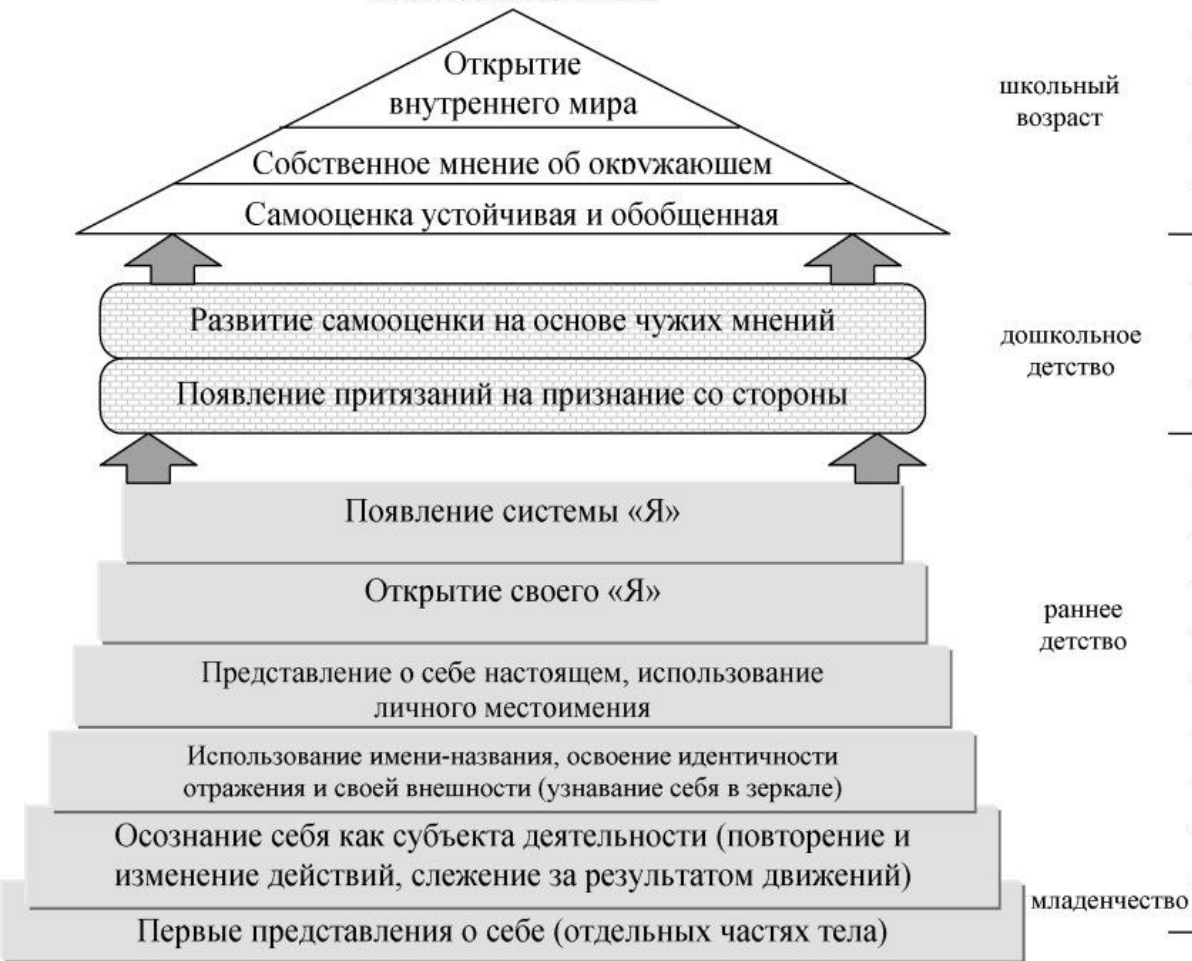 Открытие
внутреннего мира
школьный
возраст
Собственное мнение об окружающем
Самооценка устойчивая и обобщенная
Развитие самооценки на основе чужих мнений
дошкольное
детство
Появление притязаний на признание со стороны
Появление системы «Я»
Открытие своего «Я»
раннее
детство
Представление о себе настоящем, использование
личного местоимения
Использование имени-названия, освоение идентичности
отражения и своей внешности (узнавание себя в зеркале)
Осознание себя как субъекта деятельности (повторение и
изменение действий, слежение за результатом движений)
младенчество
Первые представления о себе (отдельных частях тела)